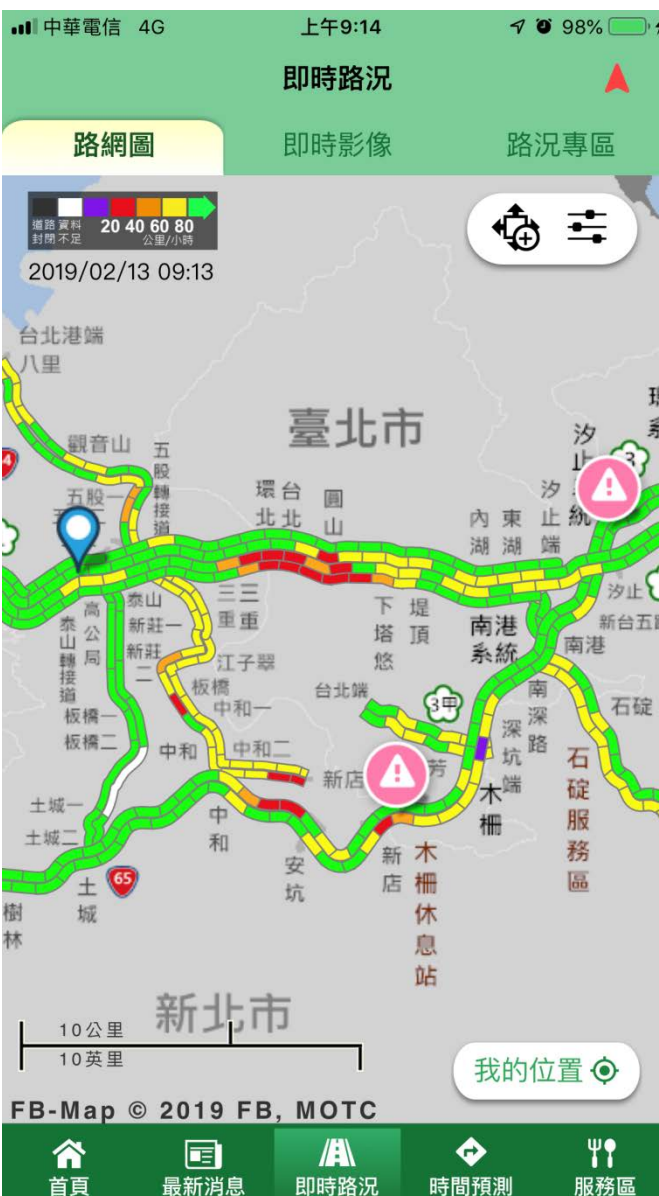 中華電信 4G 上午9:14 98%
即時路況
路網圖 即時影像 路況專區
道路封閉 資料不足 20 40 60 80
公里/小時
2019/02/13 09:13
台北港端
八里
臺北市
觀音山
五股轉接道
五股
環北
台北
圓山
汐止系統
3
內湖
東湖
汐止端
汐止
新台五路
高公局
泰山轉接道
泰山
新莊一
新莊二
三重
三重
下塔悠
堤頂
南港系統
南港
江子翠
板橋
中和一
台北端
3甲
南深路
石碇
板橋一
板橋二
中和
中和二
新店
深坑端
木柵
石碇服務區
土城一
土城二
中和
安坑
新店
木柵休息站
65
土城
樹林
新北市
10公里
10英里
我的位置
FB-Map © 2019 FB, MOTC
首頁 最新消息 即時路況 時間預測 服務區